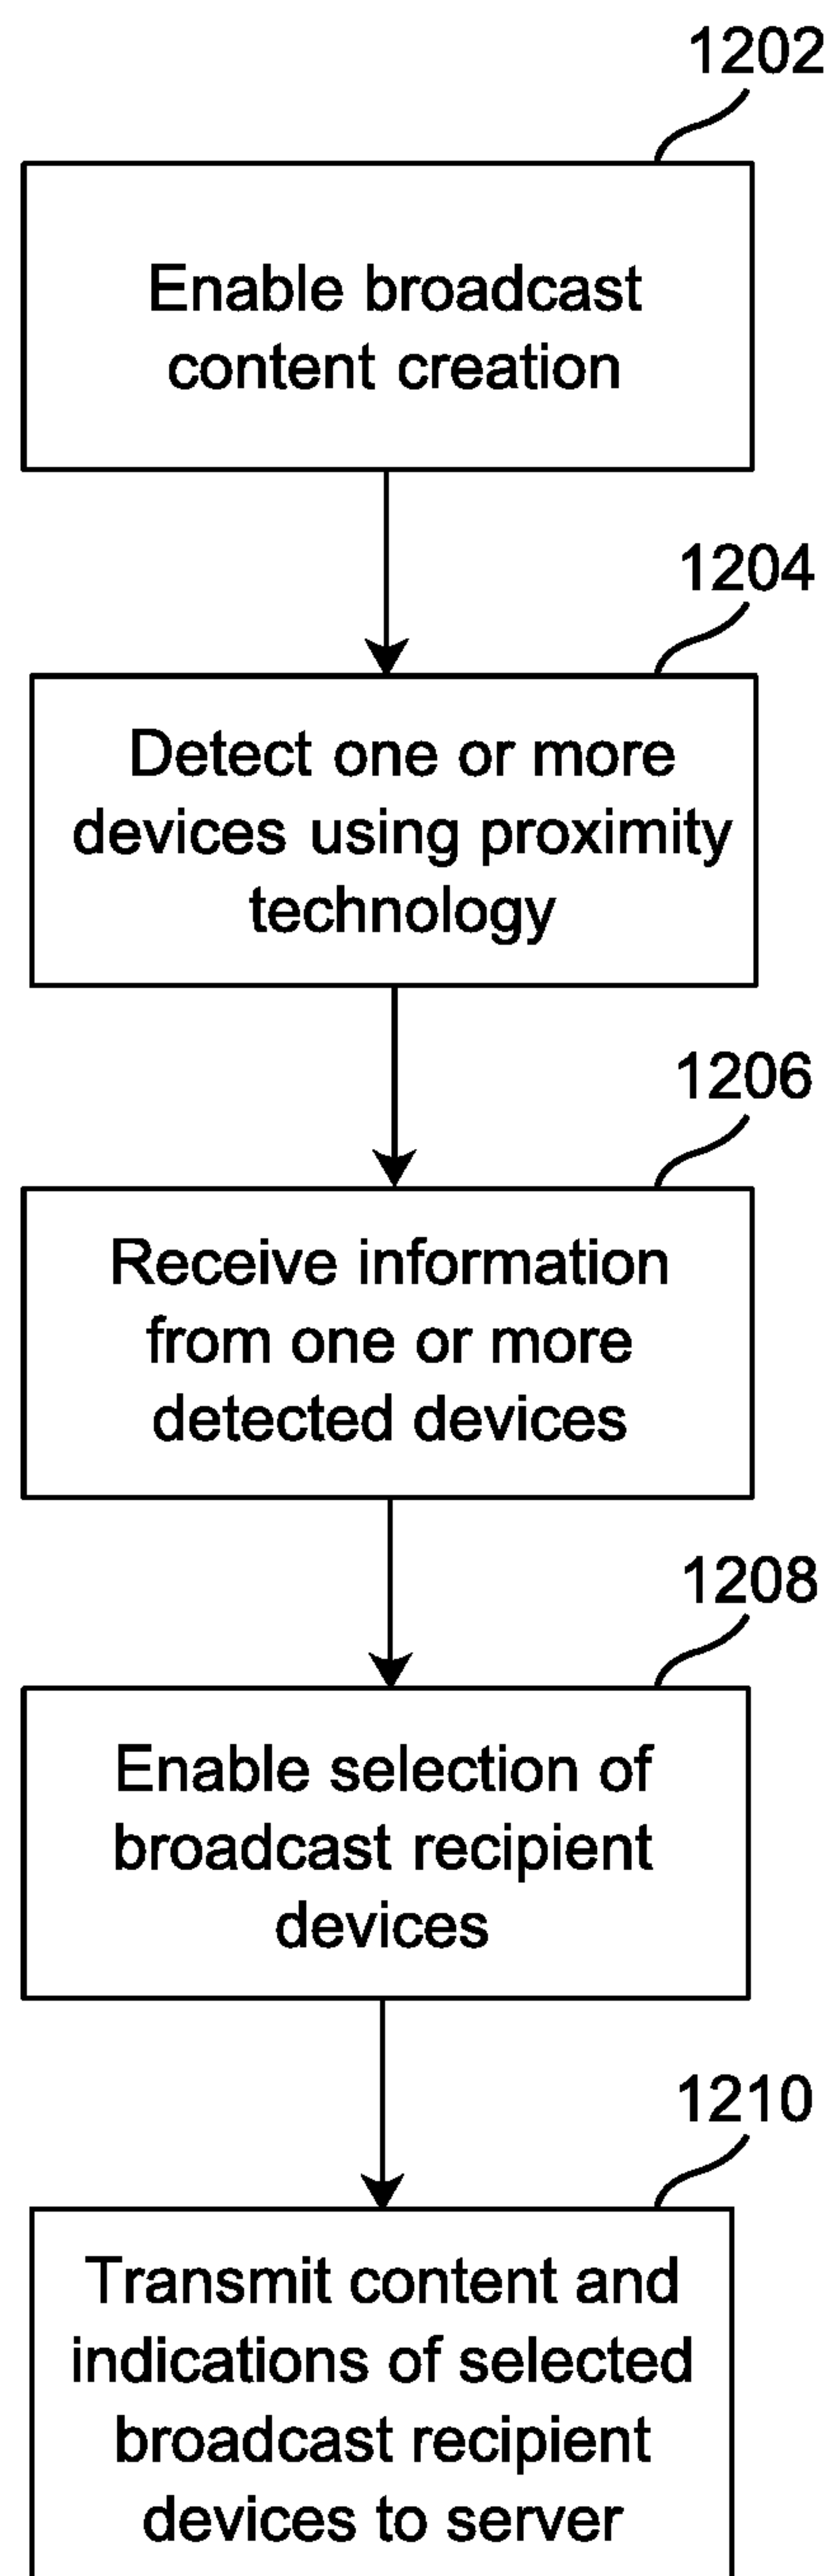 1202
Enable broadcast
content creation
1204
Detect one or more
devices using proximity
technology
1206
Receive information
from one or more
detected devices
1208
Enable selection of
broadcast recipient
devices
1210
Transmit content and
indications of selected
broadcast recipient
devices to server